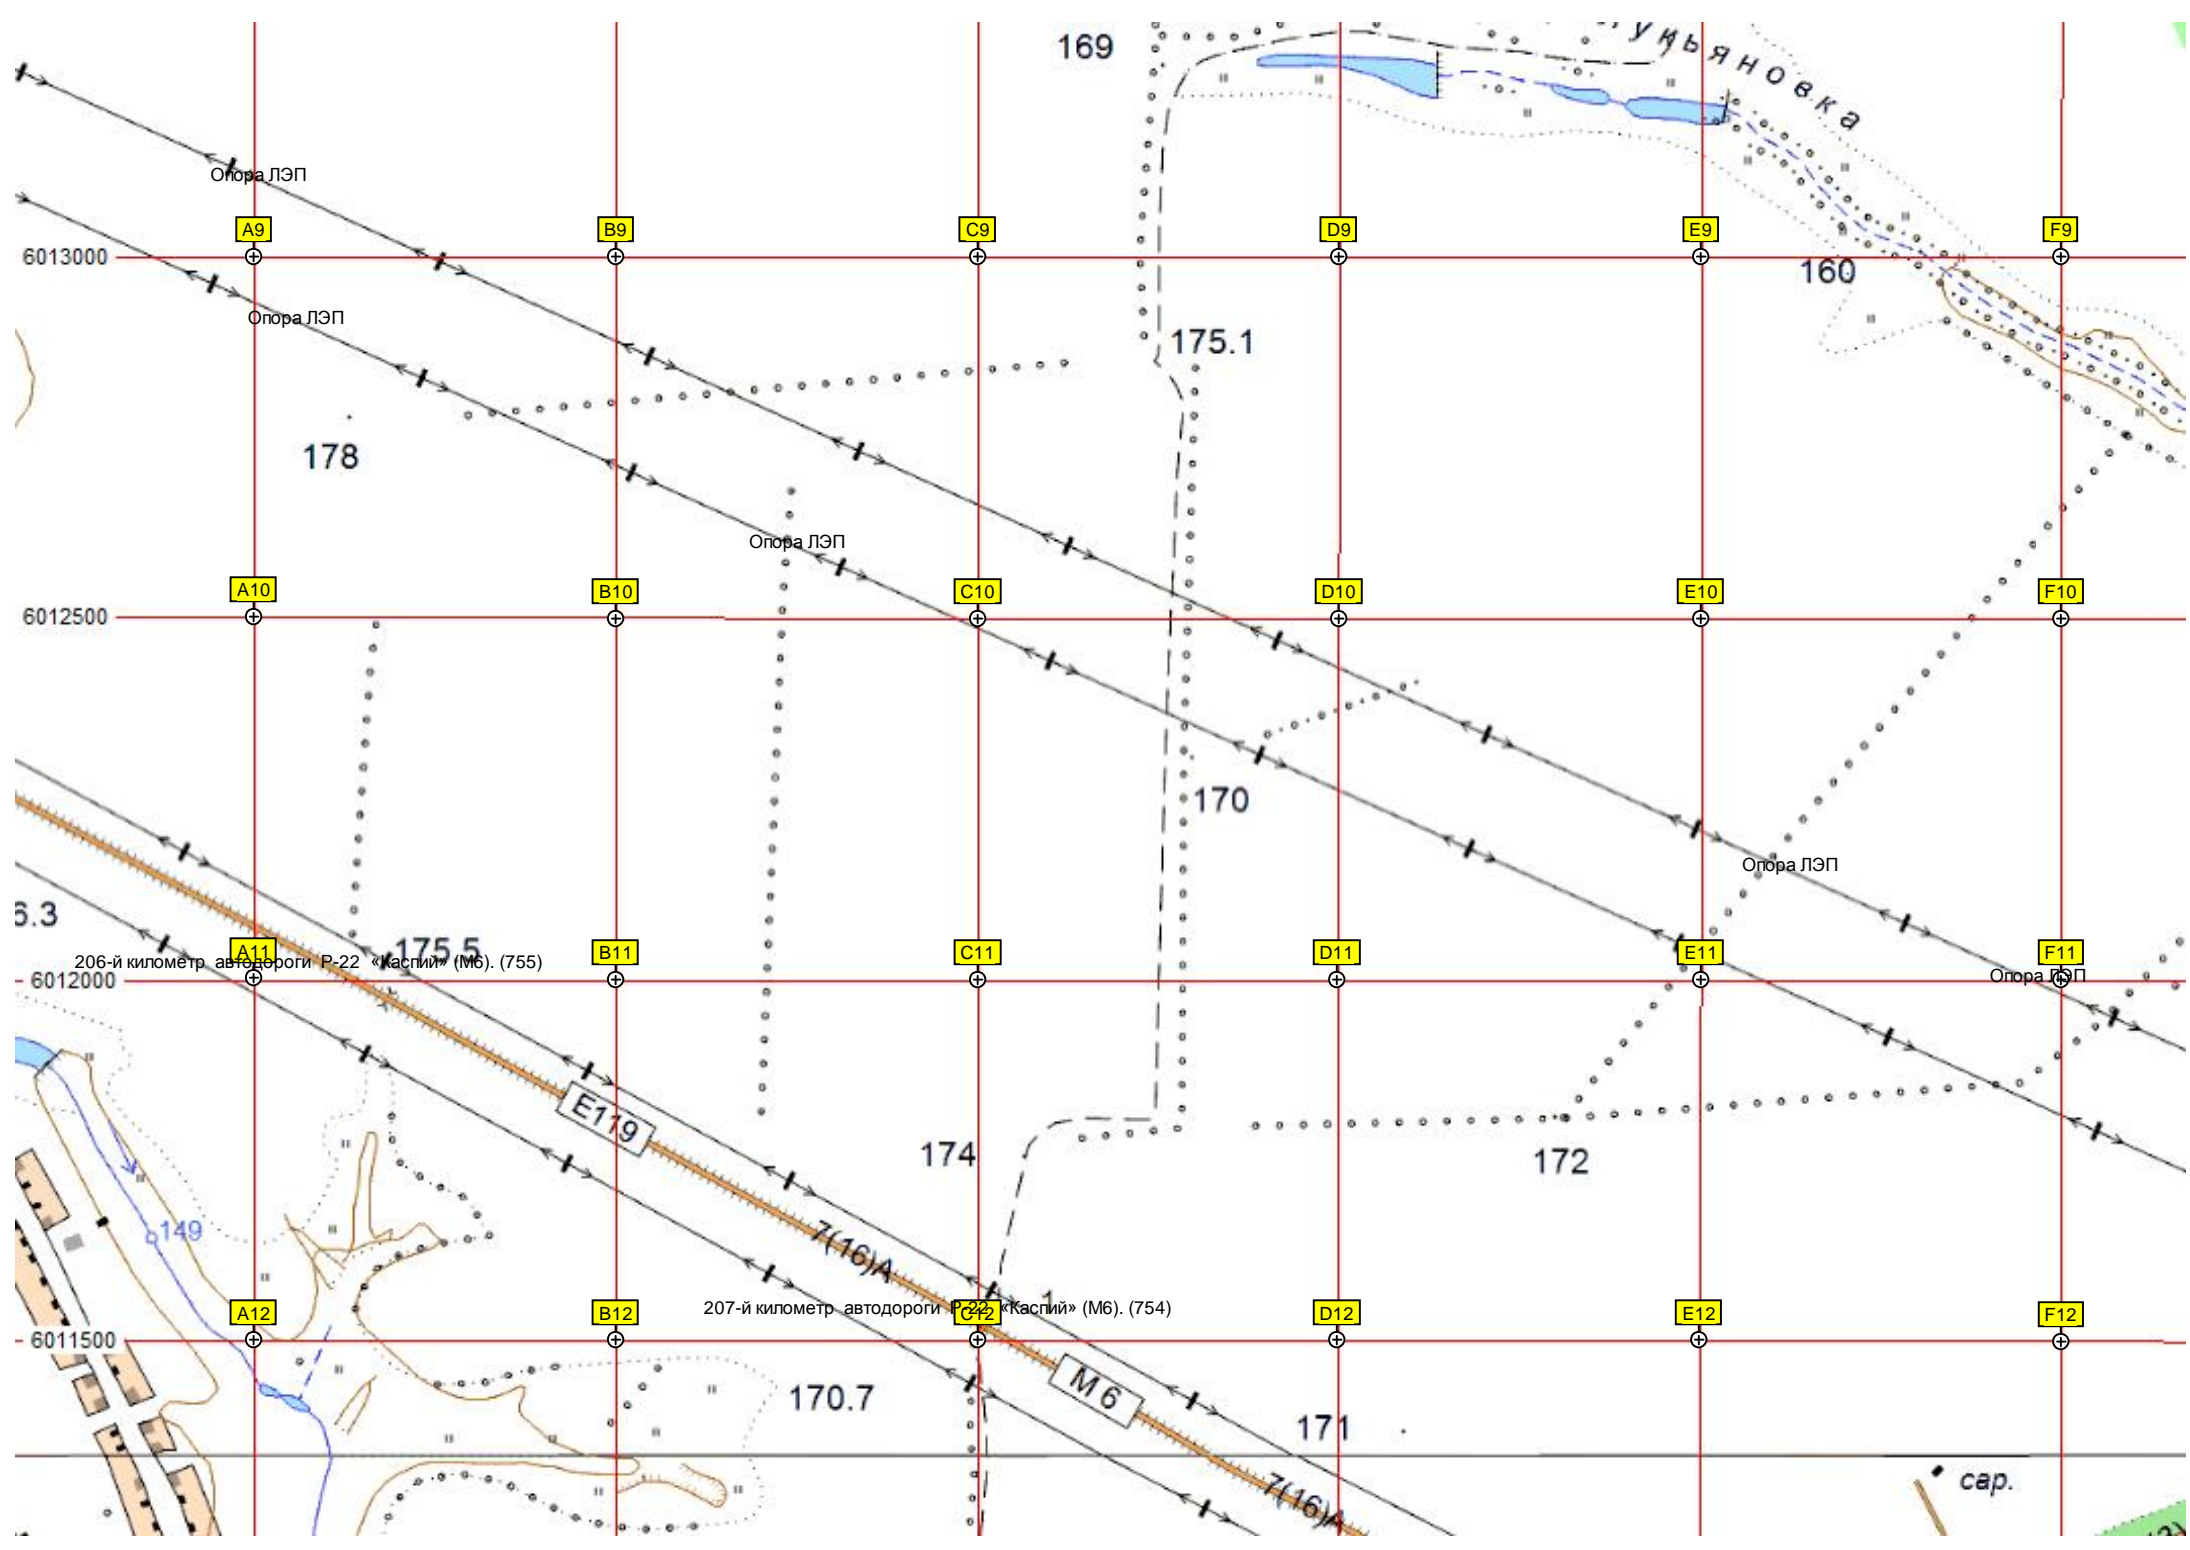 169
укьяновка
Опора ЛЭП
A9
B9
C9
D9
E9
F9
6013000
160
Опора ЛЭП
175.1
178
Опора ЛЭП
A10
B10
C10
D10
E10
F10
6012500
170
Опора ЛЭП
6.3
175.5
A11
B11
C11
D11
E11
F11
206-й километр автодороги Р-22 «Каспий» (М6). (755)
Опора ЛЭП
6012000
E119
174
172
149
7(16)А
1
207-й километр автодороги Р-22 «Каспий» (М6). (754)
A12
B12
C12
D12
E12
F12
6011500
М 6
170.7
171
сар.
7(16)А